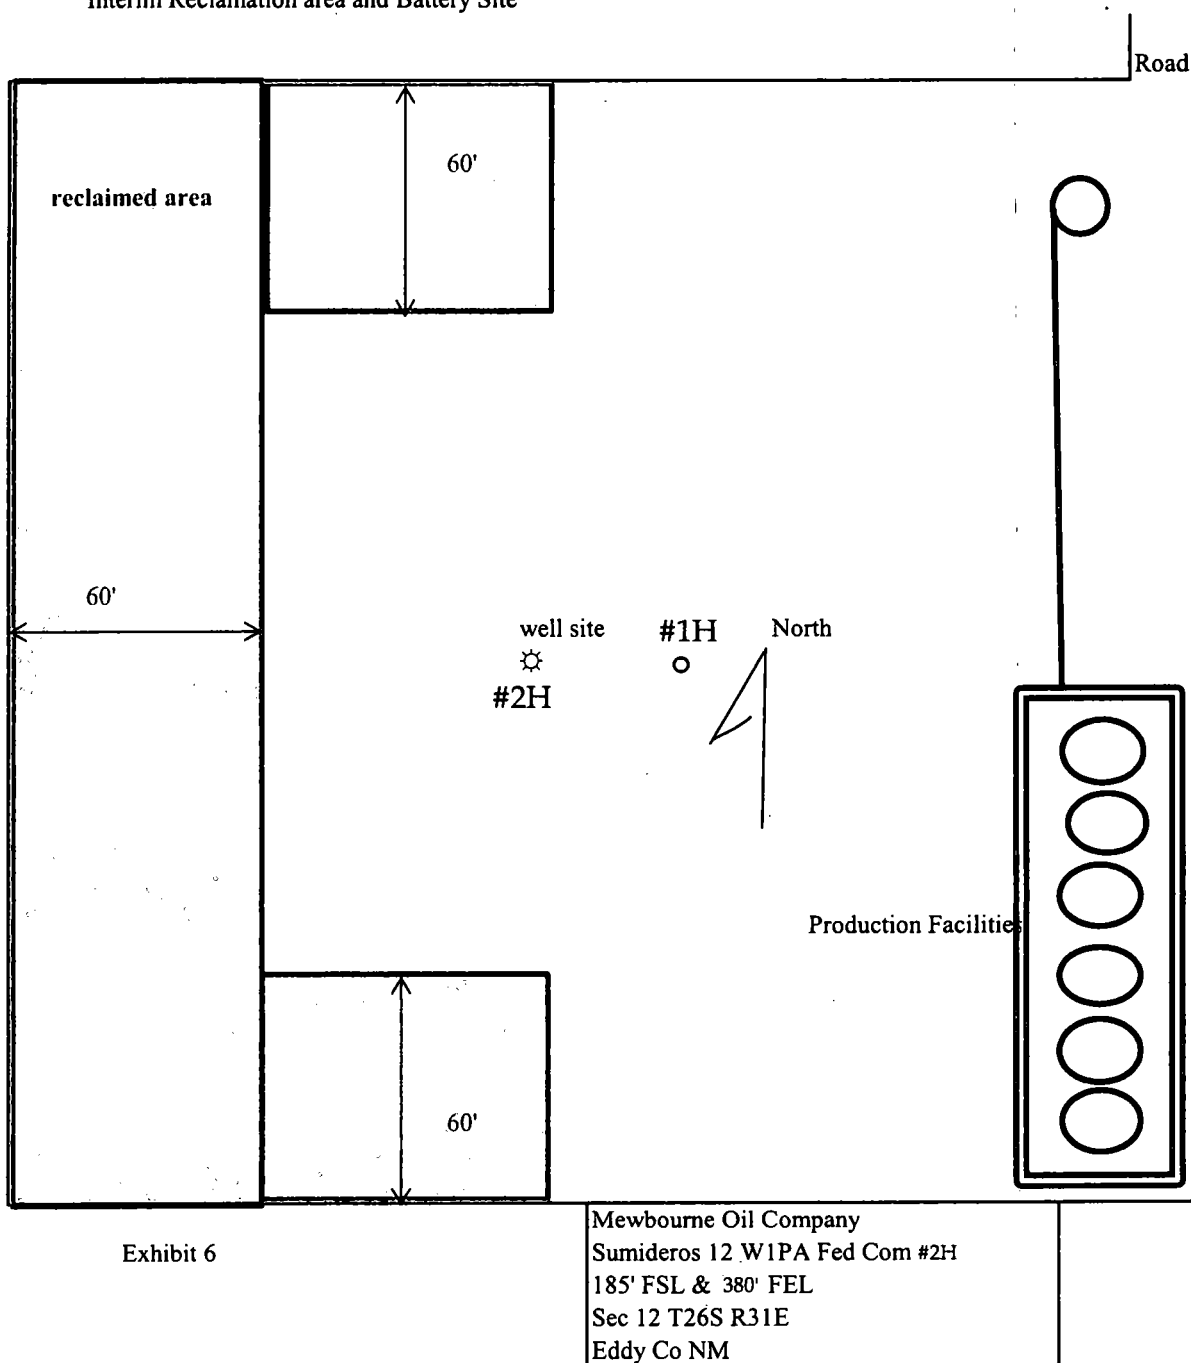 Interim Reclamation area and Battery Site
Road
60'
reclaimed area
60'
well site
#1H
North
#2H
Production Facilities
60'
Exhibit 6
Mewbourne Oil Company
Sumideros 12 W1PA Fed Com #2H
185' FSL & 380' FEL
Sec 12 T26S R31E
Eddy Co NM